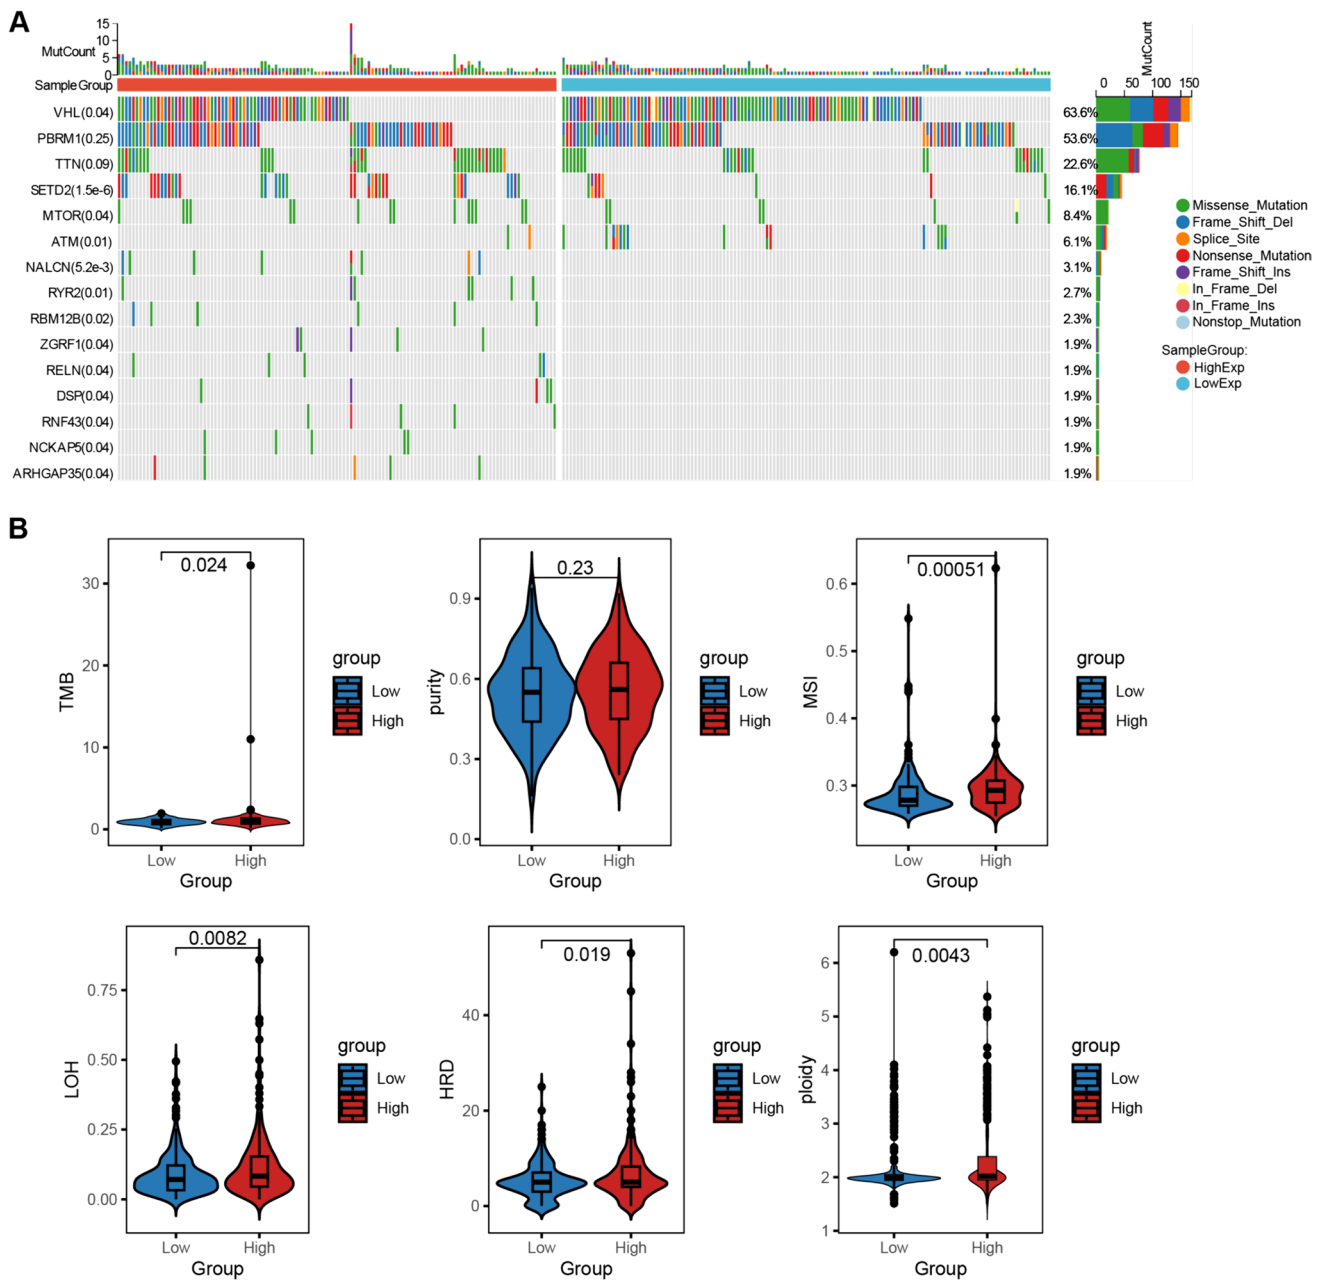 A
MutCount
15
10
5
0
MutCount
0 50 100 150
SampleGroup
VHL(0.04) 63.6%
PBRM1(0.25) 53.6%
TTN(0.09) 22.6%
SETD2(1.5e-6) 16.1%
MTOR(0.04) 8.4%
ATM(0.01) 6.1%
NALCN(5.2e-3) 3.1%
RYR2(0.01) 2.7%
RBM12B(0.02) 2.3%
ZGRF1(0.04) 1.9%
RELN(0.04) 1.9%
DSP(0.04) 1.9%
RNF43(0.04) 1.9%
NCKAP5(0.04) 1.9%
ARHGAP35(0.04) 1.9%
Missense_Mutation
Frame_Shift_Del
Splice_Site
Nonsense_Mutation
Frame_Shift_Ins
In_Frame_Del
In_Frame_Ins
Nonstop_Mutation
SampleGroup:
HighExp
LowExp
B
TMB
30
20
10
0
0.024
Low High
Group
group
Low
High
purity
0.9
0.6
0.3
0.0
0.23
Low High
Group
group
Low
High
MSI
0.6
0.5
0.4
0.3
0.00051
Low High
Group
group
Low
High
LOH
0.75
0.50
0.25
0.00
0.0082
Low High
Group
group
Low
High
HRD
40
20
0
0.019
Low High
Group
group
Low
High
ploidy
6
5
4
3
2
1
0.0043
Low High
Group
group
Low
High